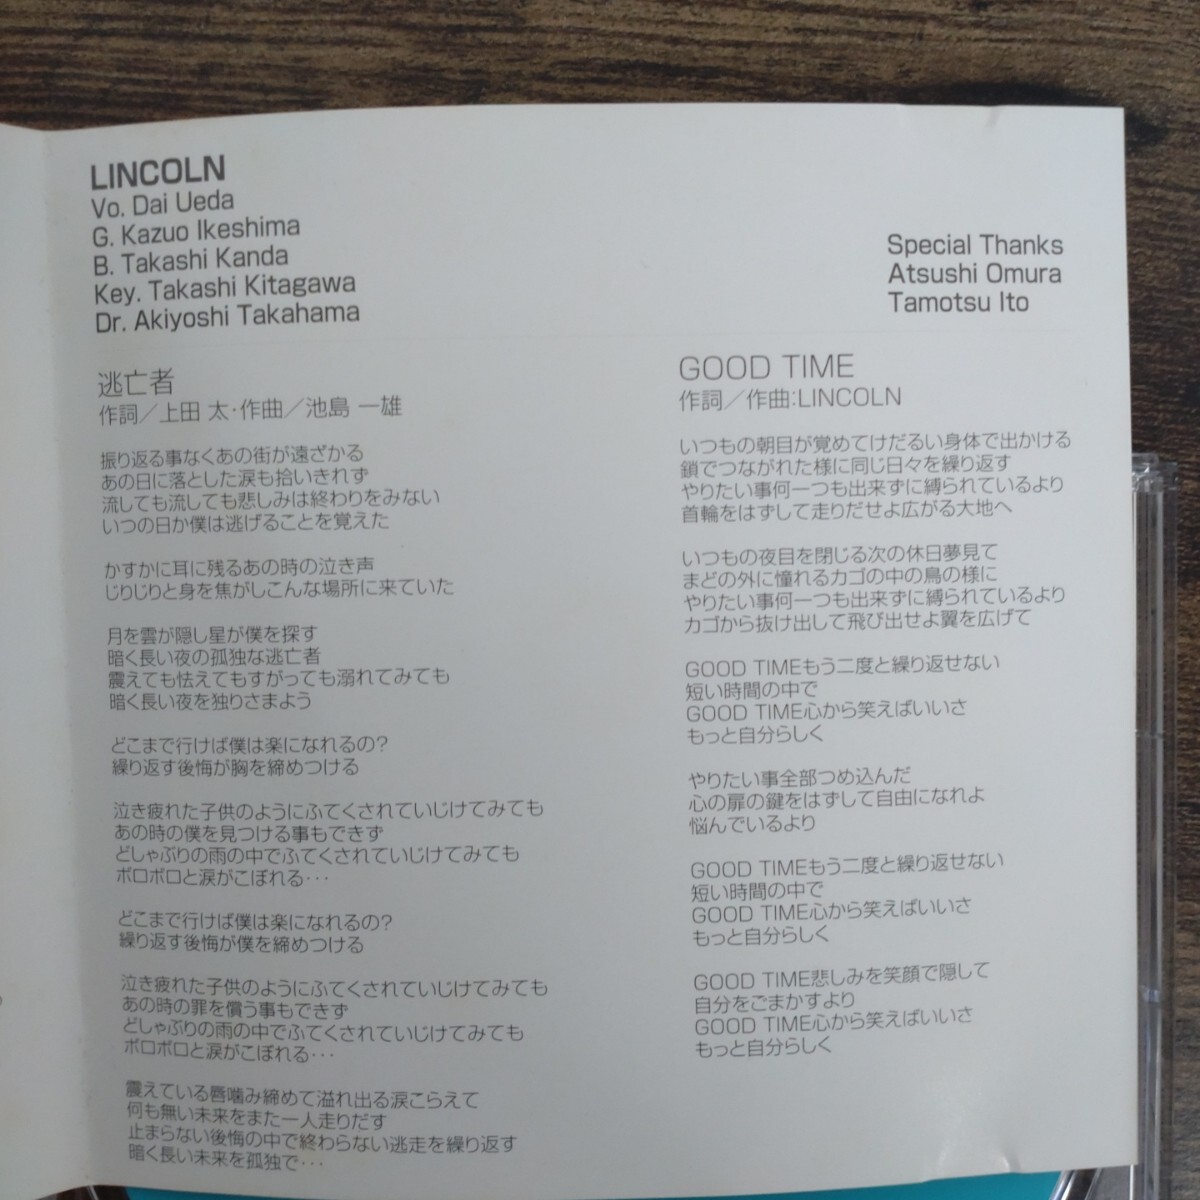 LINCOLN
Vo. Dai Ueda
G. Kazuo Ikeshima
B. Takashi Kanda
Key. Takashi Kitagawa
Dr. Akiyoshi Takahama
Special Thanks
Atsushi Omura
Tamotsu Ito
逃亡者
作詞／上田 太・作曲／池島 一雄
振り返る事なくあの街が遠ざかる
あの日に落とした涙も拾いきれず
流しても流しても悲しみは終わりをみない
いつの日か僕は逃げることを覚えた
かすかに耳に残るあの時の泣き声
じりじりと身を焦がしこんな場所に来ていた
月を雲が隠し星が僕を探す
暗く長い夜の孤独な逃亡者
震えても怯えてもすがっても溺れてみても
暗く長い夜を独りさまよう
どこまで行けば僕は楽になれるの?
繰り返す後悔が胸を締めつける
泣き疲れた子供のようにふてくされていじけてみても
あの時の僕を見つける事もできず
どしゃぶりの雨の中でふてくされていじけてみても
ボロボロと涙がこぼれる・・・
どこまで行けば僕は楽になれるの?
繰り返す後悔が僕を締めつける
泣き疲れた子供のようにふてくされていじけてみても
あの時の罪を償う事もできず
どしゃぶりの雨の中でふてくされていじけてみても
ボロボロと涙がこぼれる・・・
震えている唇噛み締めて溢れ出る涙こらえて
何も無い未来をまた一人走りだす
止まらない後悔の中で終わらない逃走を繰り返す
暗く長い未来を孤独で・・・
GOOD TIME
作詞／作曲:LINCOLN
いつもの朝目が覚めてけだるい身体で出かける
鎖でつながれた様に同じ日々を繰り返す
やりたい事何一つも出来ずに縛られているより
首輪をはずして走りだせよ広がる大地へ
いつもの夜目を閉じる次の休日夢見て
まどの外に憧れるカゴの中の鳥の様に
やりたい事何一つも出来ずに縛られているより
カゴから抜け出して飛び出せよ翼を広げて
GOOD TIMEもう二度と繰り返せない
短い時間の中で
GOOD TIME心から笑えばいいさ
もっと自分らしく
やりたい事全部つめ込んだ
心の扉の鍵をはずして自由になれよ
悩んでいるより
GOOD TIMEもう二度と繰り返せない
短い時間の中で
GOOD TIME心から笑えばいいさ
もっと自分らしく
GOOD TIME悲しみを笑顔で隠して
自分をごまかすより
GOOD TIME心から笑えばいいさ
もっと自分らしく